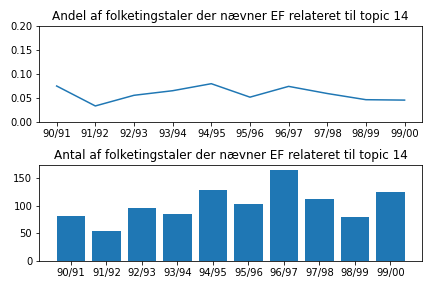 Andel af folketingstaler der nævner EF relateret til topic 14
0.20
0.15
0.10
0.05
0.00
90/91 91/92 92/93 93/94 94/95 95/96 96/97 97/98 98/99 99/00
Antal af folketingstaler der nævner EF relateret til topic 14
150
100
50
0
90/91 91/92 92/93 93/94 94/95 95/96 96/97 97/98 98/99 99/00